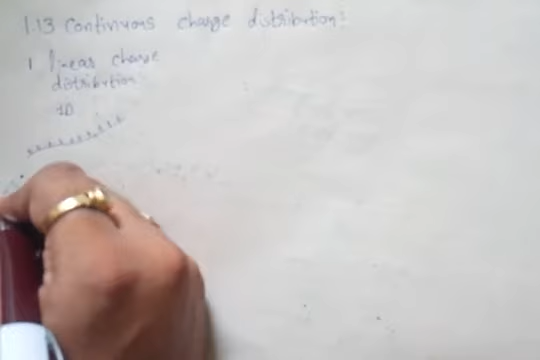 1.13 Continuous charge distribution:
1 linear charge
distribution
1D